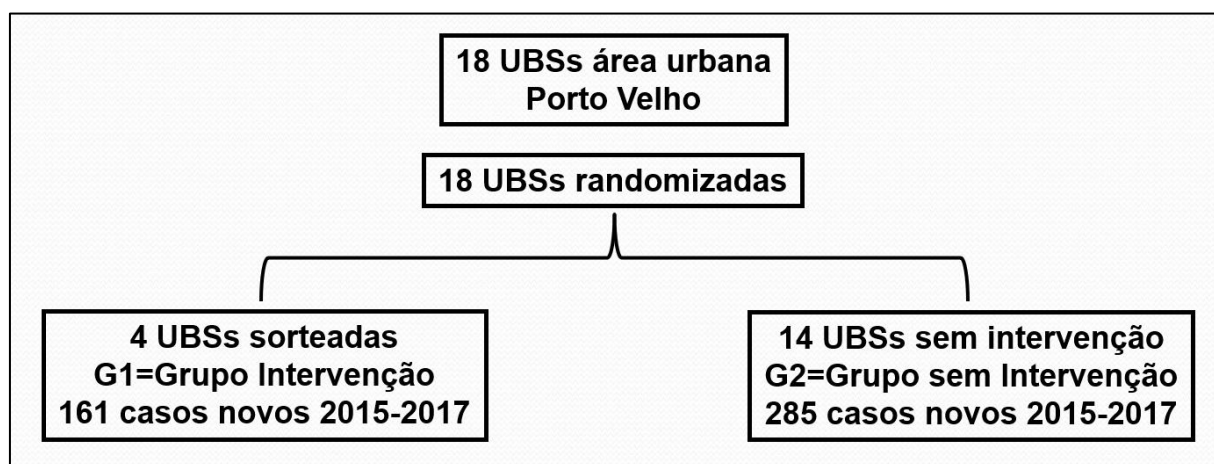 18 UBSs área urbana
Porto Velho
18 UBSs randomizadas
4 UBSs sorteadas
G1=Grupo Intervenção
161 casos novos 2015-2017
14 UBSs sem intervenção
G2=Grupo sem Intervenção
285 casos novos 2015-2017